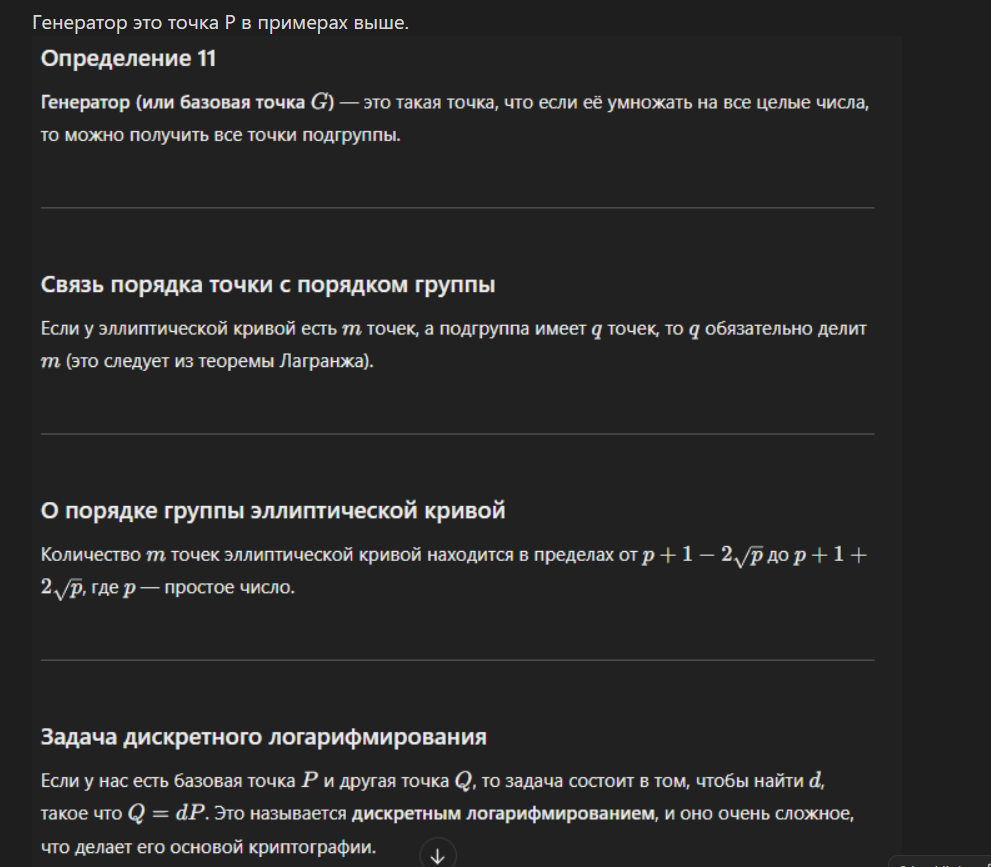 Генератор это точка P в примерах выше.
Определение 11
Генератор (или базовая точка G) — это такая точка, что если её умножать на все целые числа,
то можно получить все точки подгруппы.
Связь порядка точки с порядком группы
Если у эллиптической кривой есть m точек, а подгруппа имеет q точек, то q обязательно делит
m (это следует из теоремы Лагранжа).
О порядке группы эллиптической кривой
Количество m точек эллиптической кривой находится в пределах от p + 1 − 2√p до p + 1 +
2√p, где p — простое число.
Задача дискретного логарифмирования
Если у нас есть базовая точка P и другая точка Q, то задача состоит в том, чтобы найти d,
такое что Q = dP. Это называется дискретным логарифмированием, и оно очень сложное,
что делает его основой криптографии.